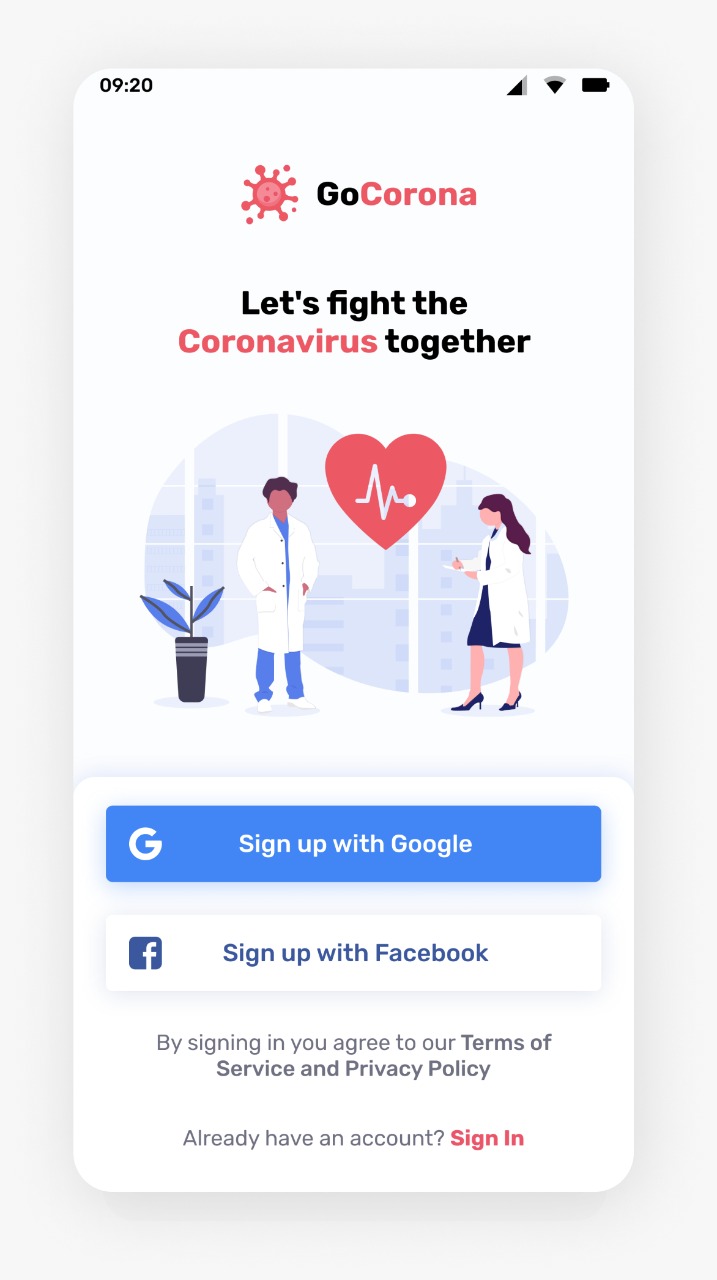 09:20
GoCorona
Let's fight the
Coronavirus together
Sign up with Google
Sign up with Facebook
By signing in you agree to our Terms of
Service and Privacy Policy
Already have an account? Sign In